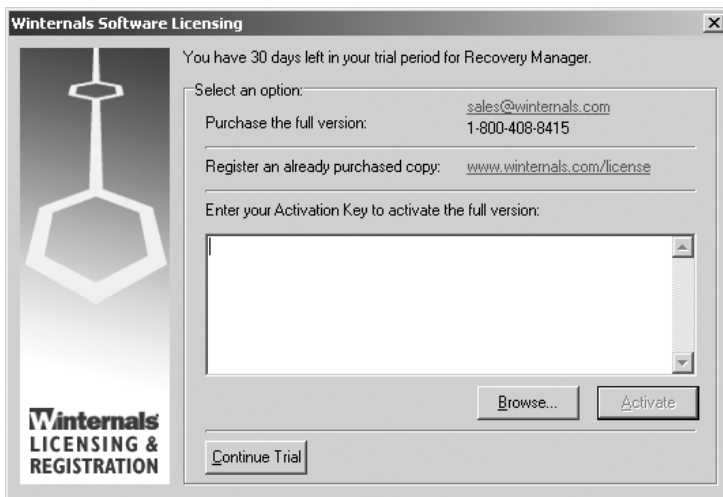 Winternals Software Licensing
You have 30 days left in your trial period for Recovery Manager.
Select an option:
Purchase the full version:
sales@winternals.com
1-800-408-8415
Register an already purchased copy:
www.winternals.com/license
Enter your Activation Key to activate the full version:
Browse...
Activate
Winternals
LICENSING &
REGISTRATION
Continue Trial